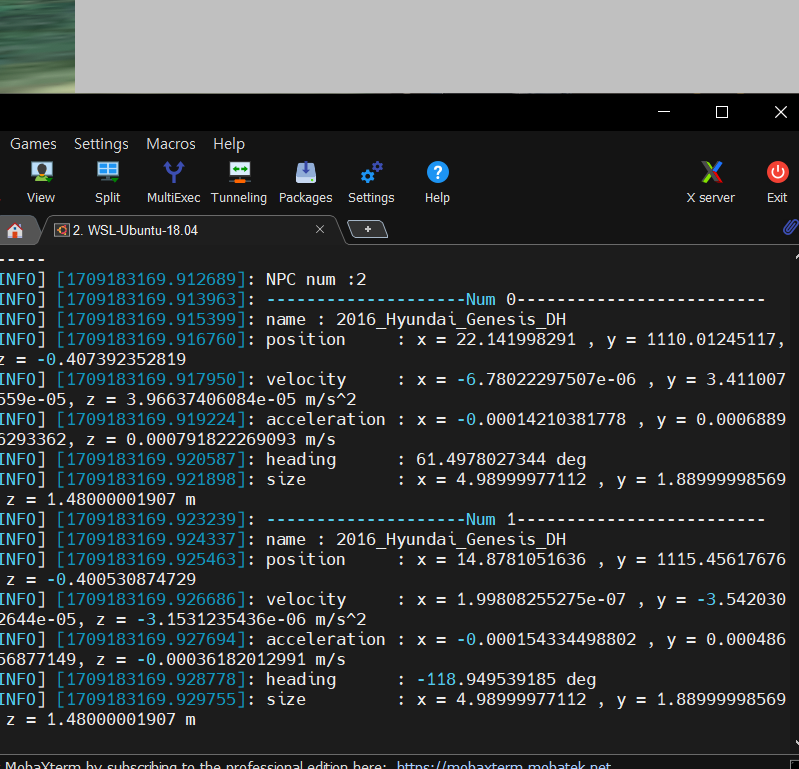 Games Settings Macros Help
View Split MultiExec Tunneling Packages Settings Help X server Exit
2. WSL-Ubuntu-18.04
-----
INFO] [1709183169.912689]: NPC num :2
INFO] [1709183169.913963]: --------------------Num 0-------------------------
INFO] [1709183169.915399]: name : 2016_Hyundai_Genesis_DH
INFO] [1709183169.916760]: position     : x = 22.141998291 , y = 1110.01245117,
z = -0.407392352819
INFO] [1709183169.917950]: velocity     : x = -6.78022297507e-06 , y = 3.411007
559e-05, z = 3.96637406084e-05 m/s^2
INFO] [1709183169.919224]: acceleration : x = -0.00014210381778 , y = 0.0006889
6293362, z = 0.000791822269093 m/s
INFO] [1709183169.920587]: heading      : 61.4978027344 deg
INFO] [1709183169.921898]: size         : x = 4.98999977112 , y = 1.88999998569
z = 1.48000001907 m
INFO] [1709183169.923239]: --------------------Num 1-------------------------
INFO] [1709183169.924337]: name : 2016_Hyundai_Genesis_DH
INFO] [1709183169.925463]: position     : x = 14.8781051636 , y = 1115.45617676
z = -0.400530874729
INFO] [1709183169.926686]: velocity     : x = 1.99808255275e-07 , y = -3.542030
2644e-05, z = -3.1531235436e-06 m/s^2
INFO] [1709183169.927694]: acceleration : x = -0.000154334498802 , y = 0.000486
56877149, z = -0.00036182012991 m/s
INFO] [1709183169.928778]: heading      : -118.949539185 deg
INFO] [1709183169.929755]: size         : x = 4.98999977112 , y = 1.88999998569
z = 1.48000001907 m
MobaXterm by subscribing to the professional edition here: https://mobaxterm.mobatek.net